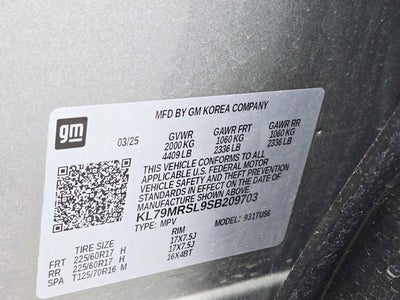 MFD BY GM KOREA COMPANY
gm
03/25
GVWR GAWR FRT GAWR RR
2000 KG 1060 KG 1060 KG
4409 LB 2336 LB 2336 LB
THIS VEHICLE CONFORMS TO ALL
APPLICABLE U.S. FEDERAL MOTOR
VEHICLE SAFETY AND THEFT PREVENTION
STANDARDS IN EFFECT ON THE DATE OF
MANUFACTURE SHOWN ABOVE.
KL79MRSL9SB209703
TYPE: MPV MODEL: 931TU56
TIRE SIZE RIM
FRT 225/60R17 H 17X7.5J
RR 225/60R17 H 17X7.5J
SPA T125/70R16 M 16X4BT